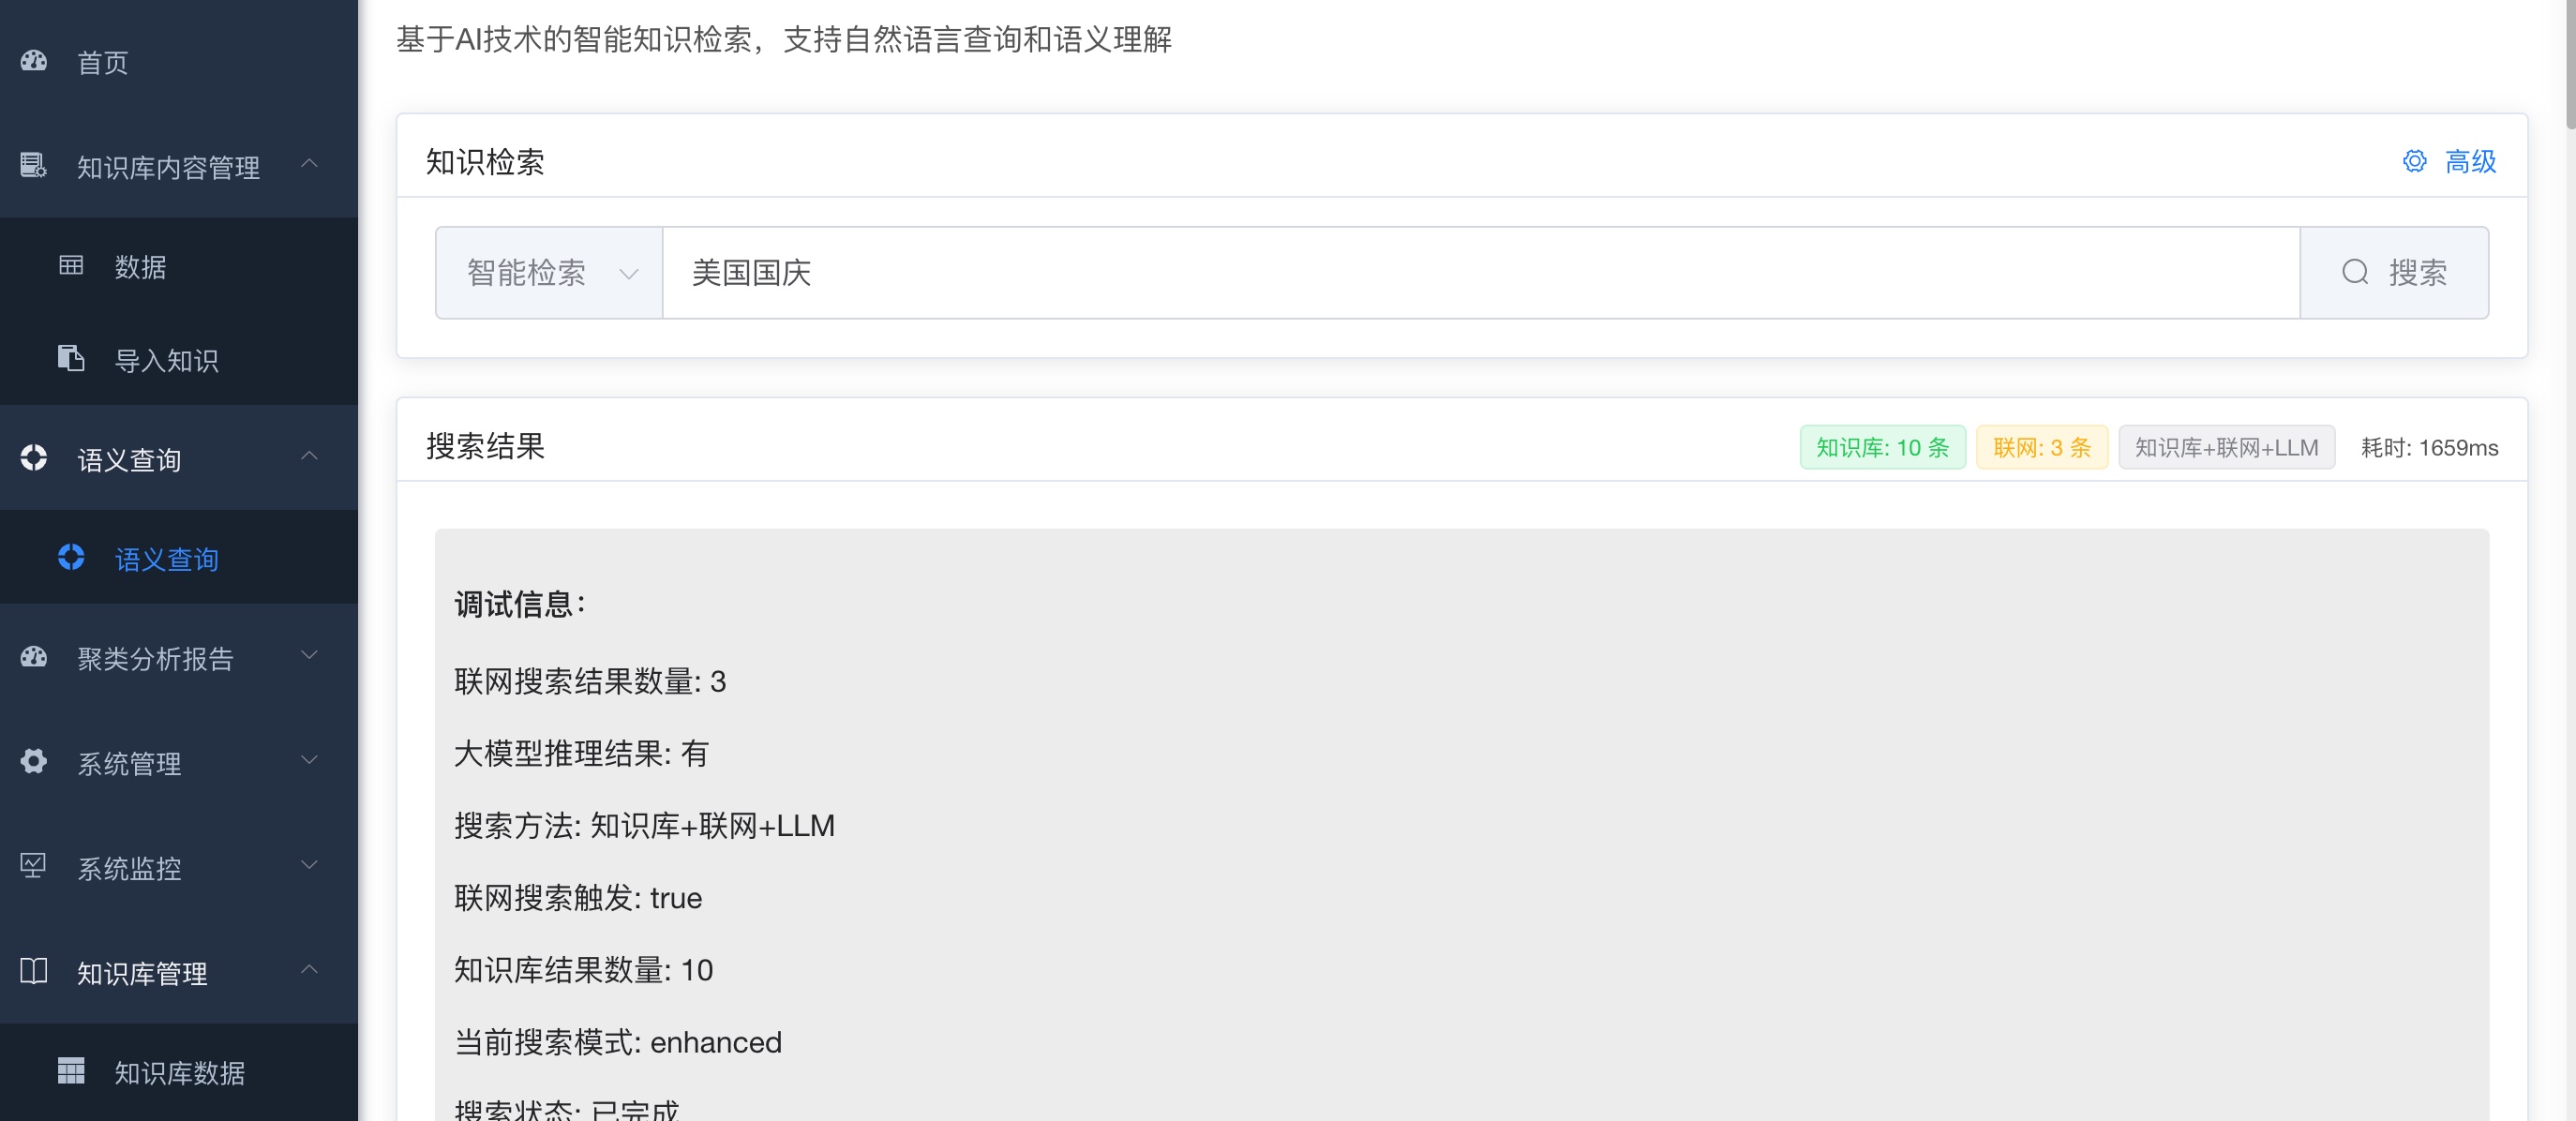 首页
知识库内容管理
数据
导入知识
语义查询
语义查询
聚类分析报告
系统管理
系统监控
知识库管理
知识库数据
基于AI技术的智能知识检索，支持自然语言查询和语义理解
知识检索
高级
智能检索
美国国庆
搜索
搜索结果
知识库: 10 条
联网: 3 条
知识库+联网+LLM
耗时: 1659ms
调试信息：
联网搜索结果数量: 3
大模型推理结果: 有
搜索方法: 知识库+联网+LLM
联网搜索触发: true
知识库结果数量: 10
当前搜索模式: enhanced
搜索状态: 已完成